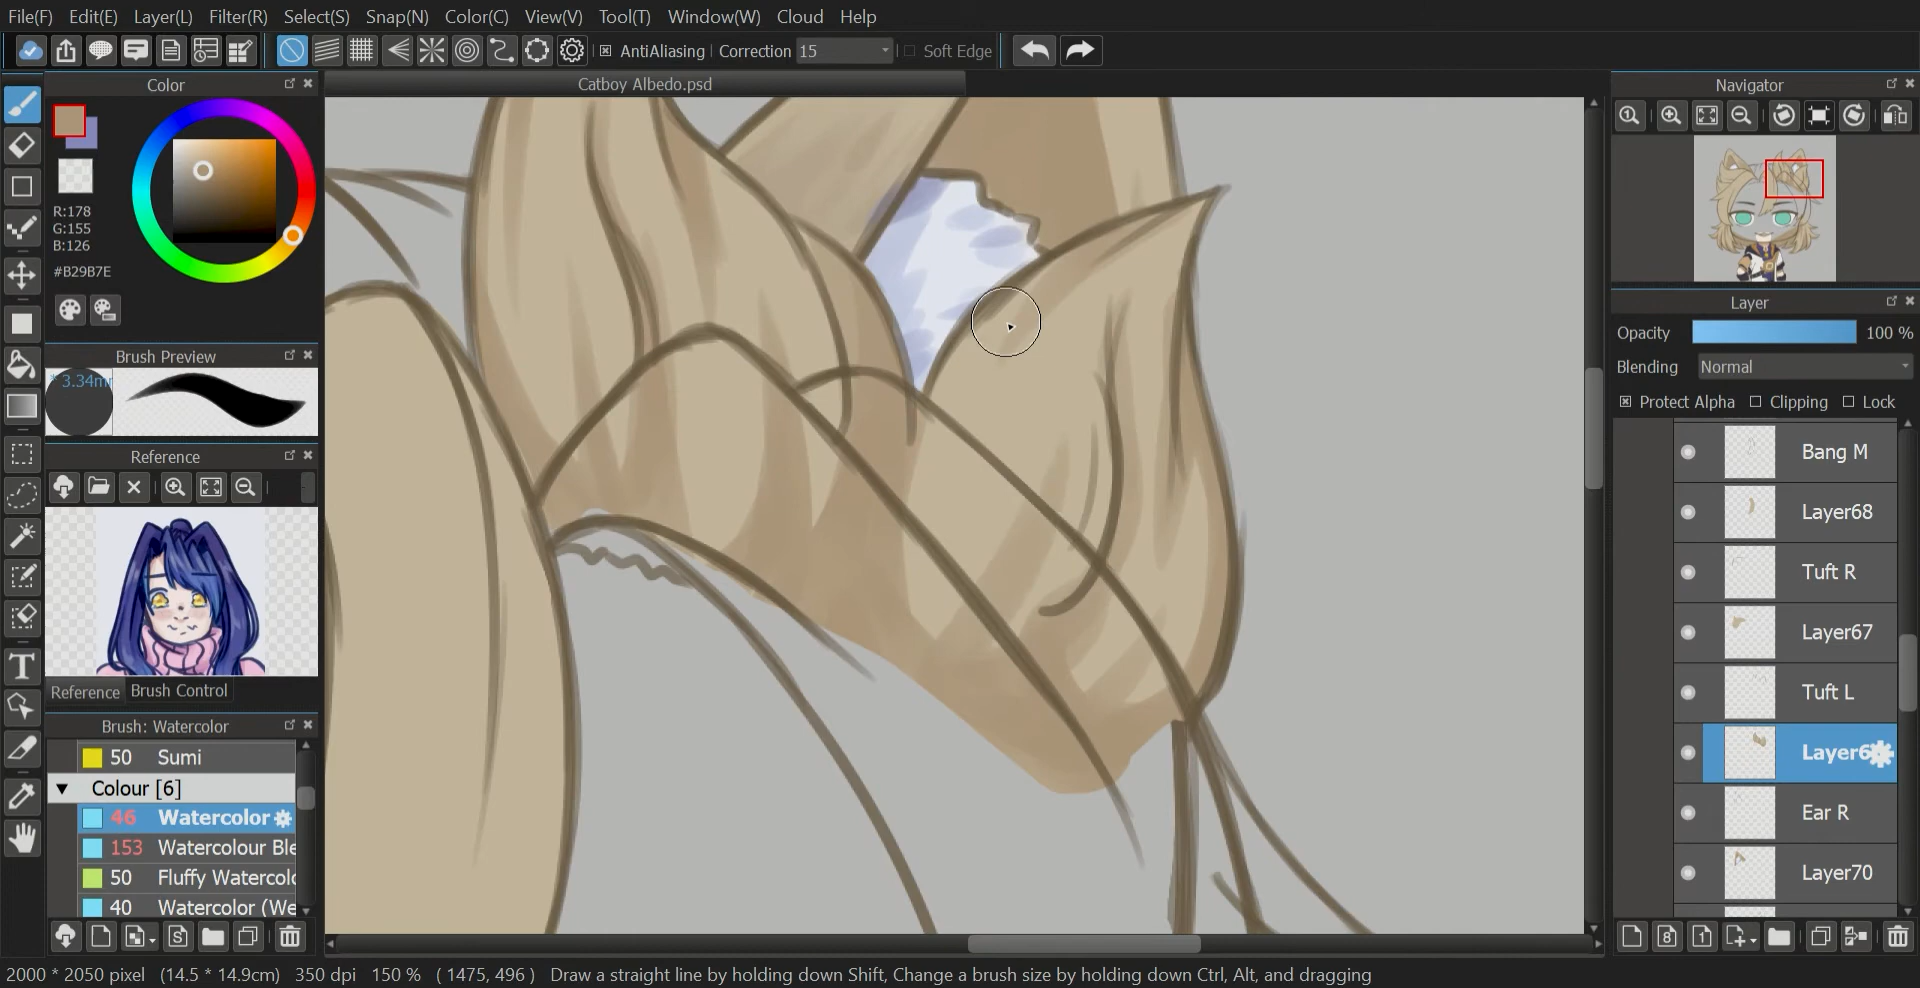 File(F) Edit(E) Layer(L) Filter(R) Select(S) Snap(N) Color(C) View(V) Tool(T) Window(W) Cloud Help
AntiAliasing Correction 15 Soft Edge
Color
Catboy Albedo.psd
Navigator
R:178
G:155
B:126
#B29B7E
Layer
Opacity 100 %
Blending Normal
Protect Alpha Clipping Lock
Brush Preview
* 3.34m
Reference
Reference Brush Control
Brush: Watercolor
50 Sumi
Colour [6]
46 Watercolor
153 Watercolour Ble
50 Fluffy Watercolo
40 Watercolor (We
Bang M
Layer68
Tuft R
Layer67
Tuft L
Layer6
Ear R
Layer70
2000 * 2050 pixel (14.5 * 14.9cm) 350 dpi 150 % ( 1475, 496 ) Draw a straight line by holding down Shift, Change a brush size by holding down Ctrl, Alt, and dragging